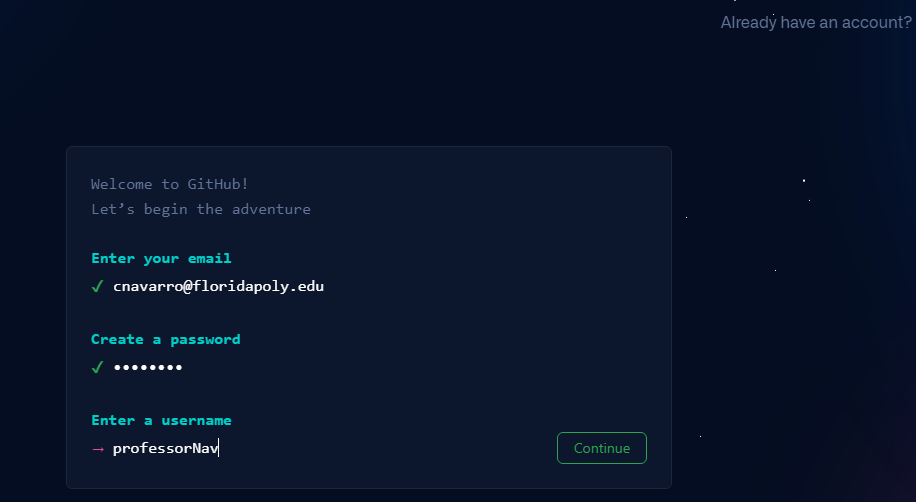 Already have an account?
Welcome to GitHub!
Let’s begin the adventure
Enter your email
✓ cnavarro@floridapoly.edu
Create a password
✓ ••••••••
Enter a username
→ professorNav
Continue